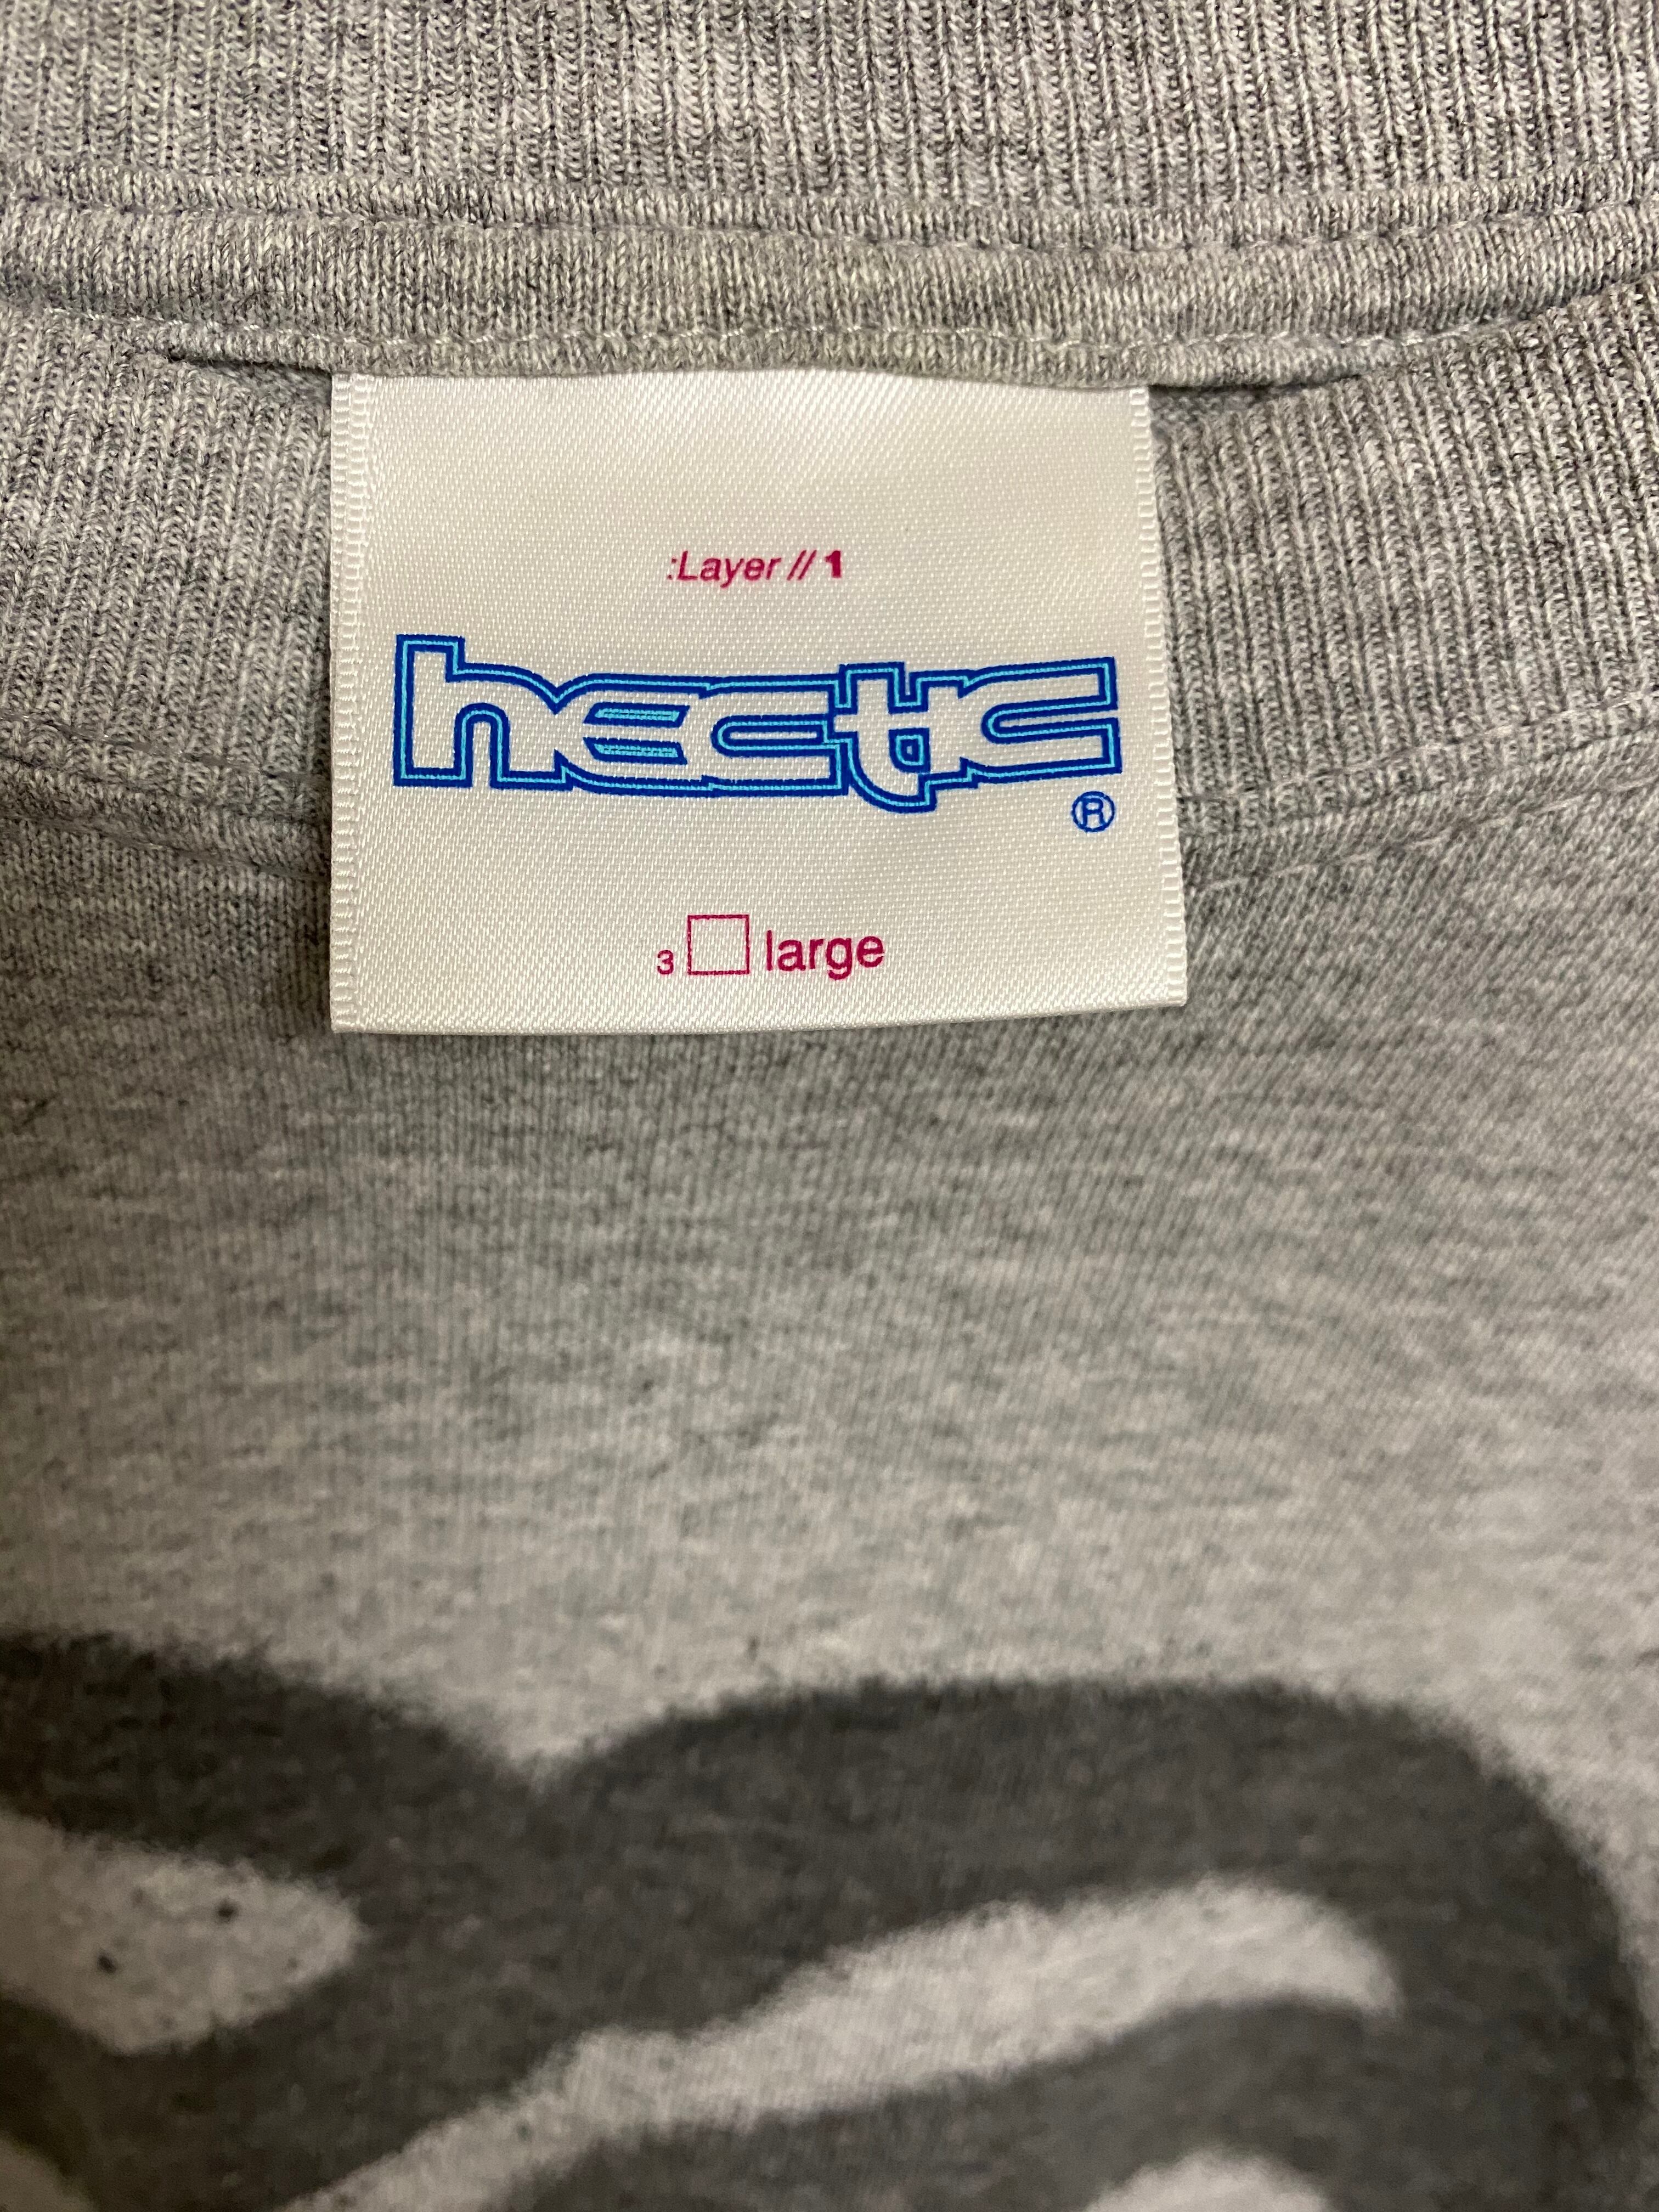 :Layer // 1
hectic
®
3 large